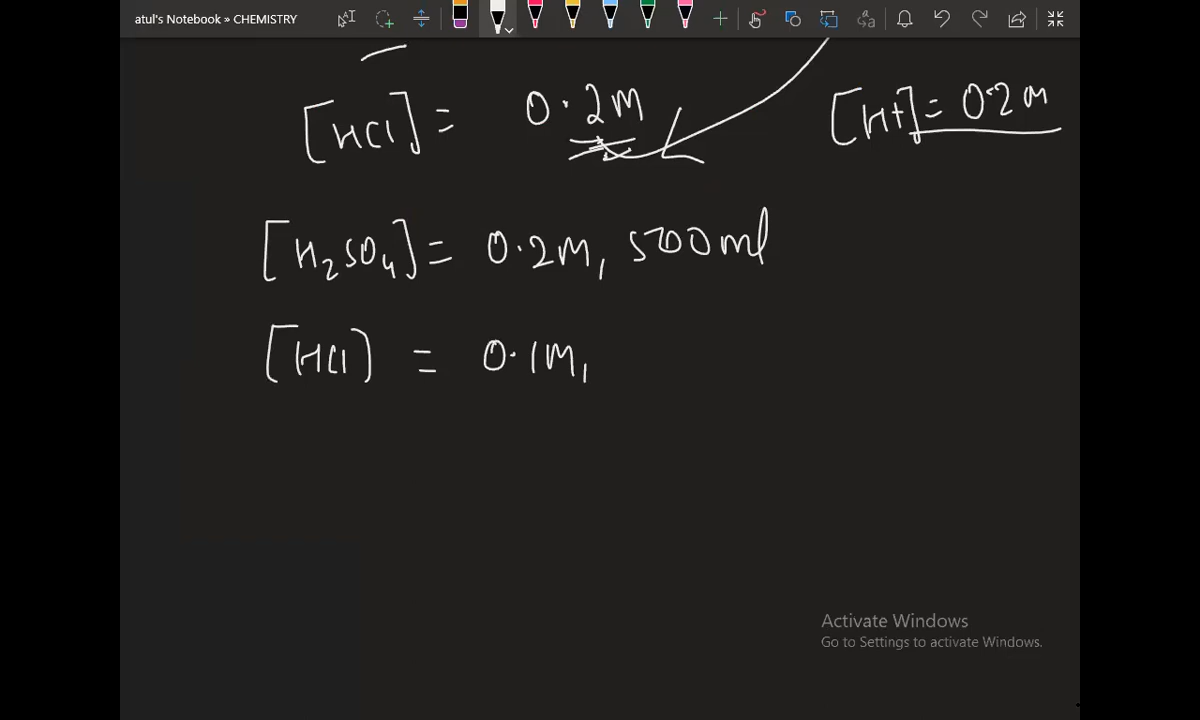 atul's Notebook » CHEMISTRY
[HCl] = 0.2M
[H+] = 0.2M
[H2SO4] = 0.2M, 500ml
[HCl] = 0.1M,
Activate Windows
Go to Settings to activate Windows.